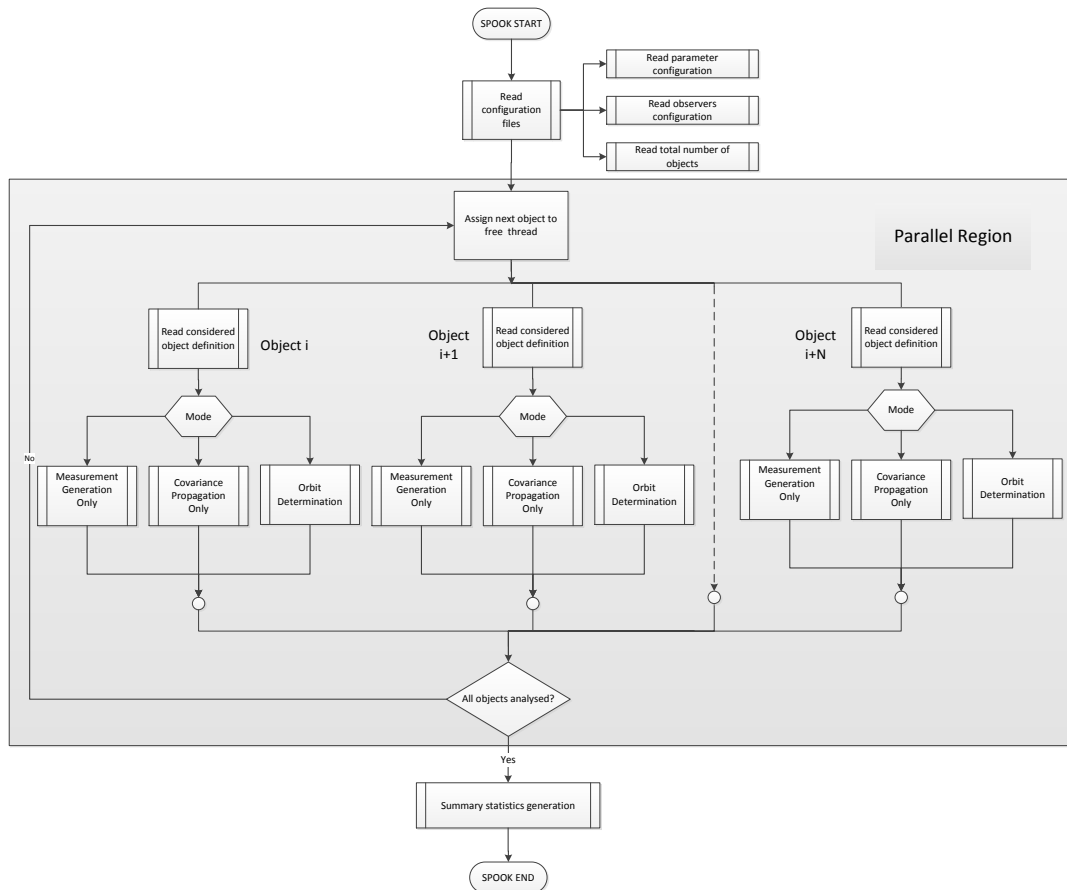 SPOOK START
Read
configuration
files
Read parameter
configuration
Read observers
configuration
Read total number of
objects
Assign next object to
free thread
Parallel Region
Read considered
object definition
Object i
Mode
Measurement
Generation
Only
Covariance
Propagation
Only
Orbit
Determination
Object
i+1
Read considered
object definition
Mode
Measurement
Generation
Only
Covariance
Propagation
Only
Orbit
Determination
Object
i+N
Read considered
object definition
Mode
Measurement
Generation Only
Covariance
Propagation Only
Orbit
Determination
No
All objects analysed?
Yes
Summary statistics generation
SPOOK END